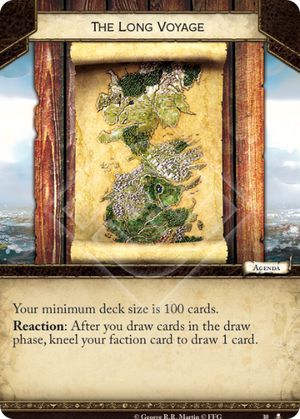 The Long Voyage
Agenda
Your minimum deck size is 100 cards.
Reaction: After you draw cards in the draw
phase, kneel your faction card to draw 1 card.
© George R.R. Martin © FFG